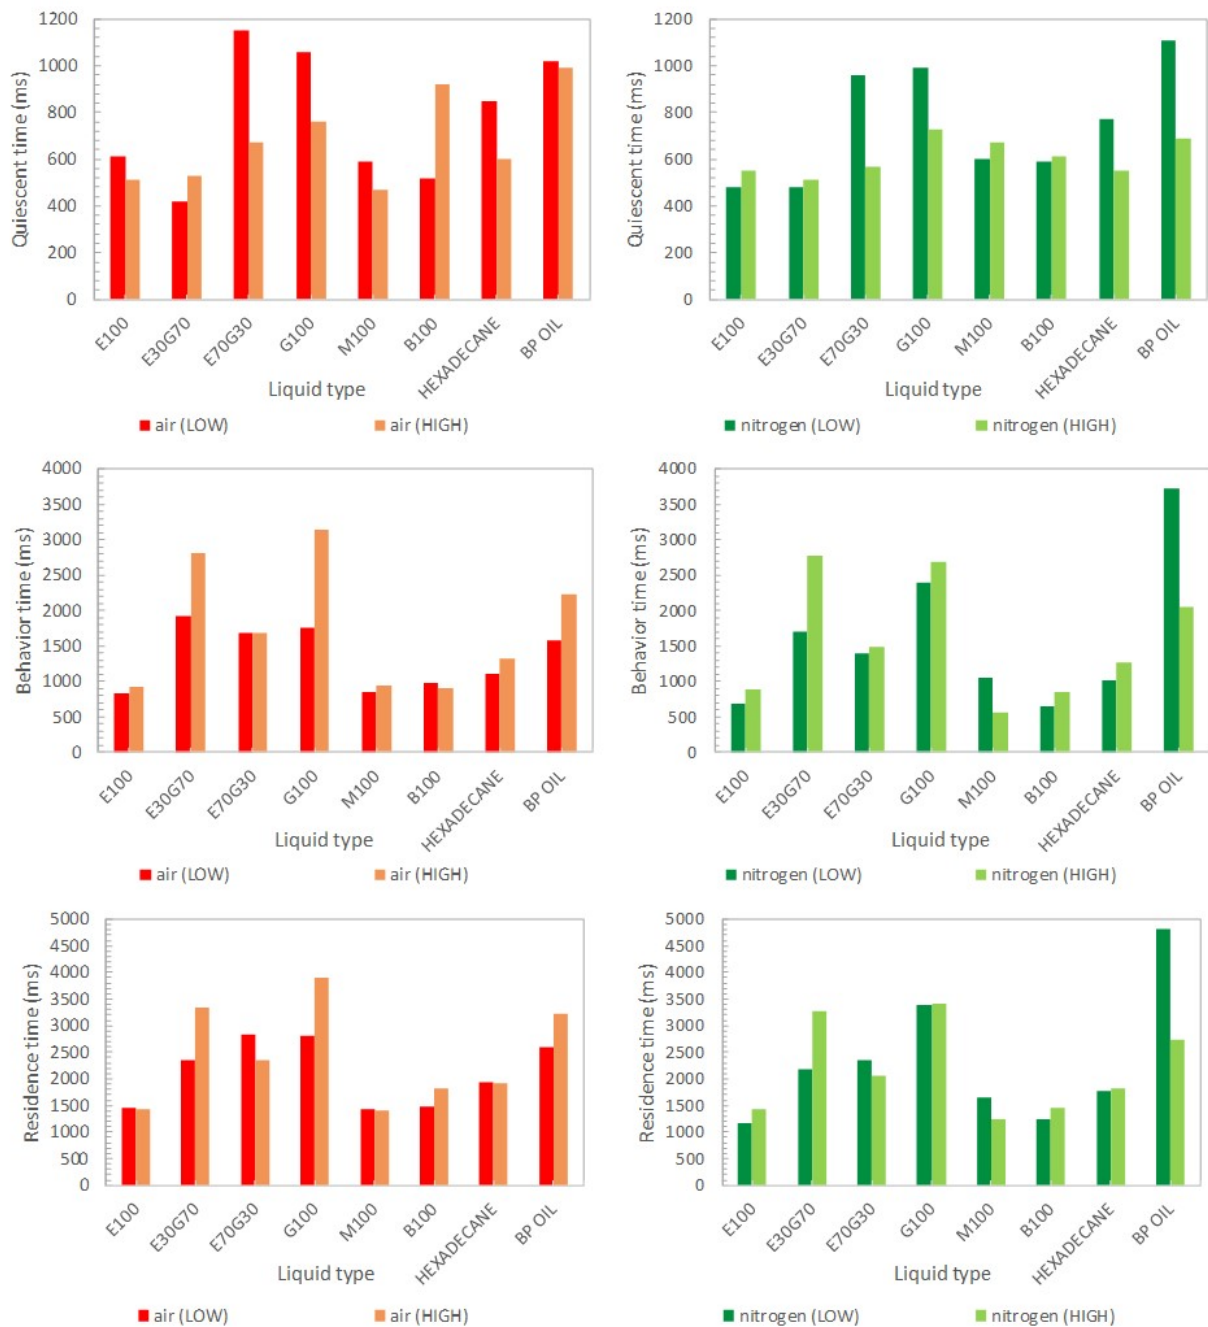 Quiescent time (ms)
1200
1000
800
600
400
200
0
E100
E30G70
E70G30
G100
M100
B100
HEXADECANE
BP OIL
Liquid type
air (LOW)
air (HIGH)
Quiescent time (ms)
1200
1000
800
600
400
200
0
E100
E30G70
E70G30
G100
M100
B100
HEXADECANE
BP OIL
Liquid type
nitrogen (LOW)
nitrogen (HIGH)
Behavior time (ms)
4000
3500
3000
2500
2000
1500
1000
500
0
E100
E30G70
E70G30
G100
M100
B100
HEXADECANE
BP OIL
Liquid type
air (LOW)
air (HIGH)
Behavior time (ms)
4000
3500
3000
2500
2000
1500
1000
500
0
E100
E30G70
E70G30
G100
M100
B100
HEXADECANE
BP OIL
Liquid type
nitrogen (LOW)
nitrogen (HIGH)
Residence time (ms)
5000
4500
4000
3500
3000
2500
2000
1500
1000
500
0
E100
E30G70
E70G30
G100
M100
B100
HEXADECANE
BP OIL
Liquid type
air (LOW)
air (HIGH)
Residence time (ms)
5000
4500
4000
3500
3000
2500
2000
1500
1000
500
0
E100
E30G70
E70G30
G100
M100
B100
HEXADECANE
BP OIL
Liquid type
nitrogen (LOW)
nitrogen (HIGH)